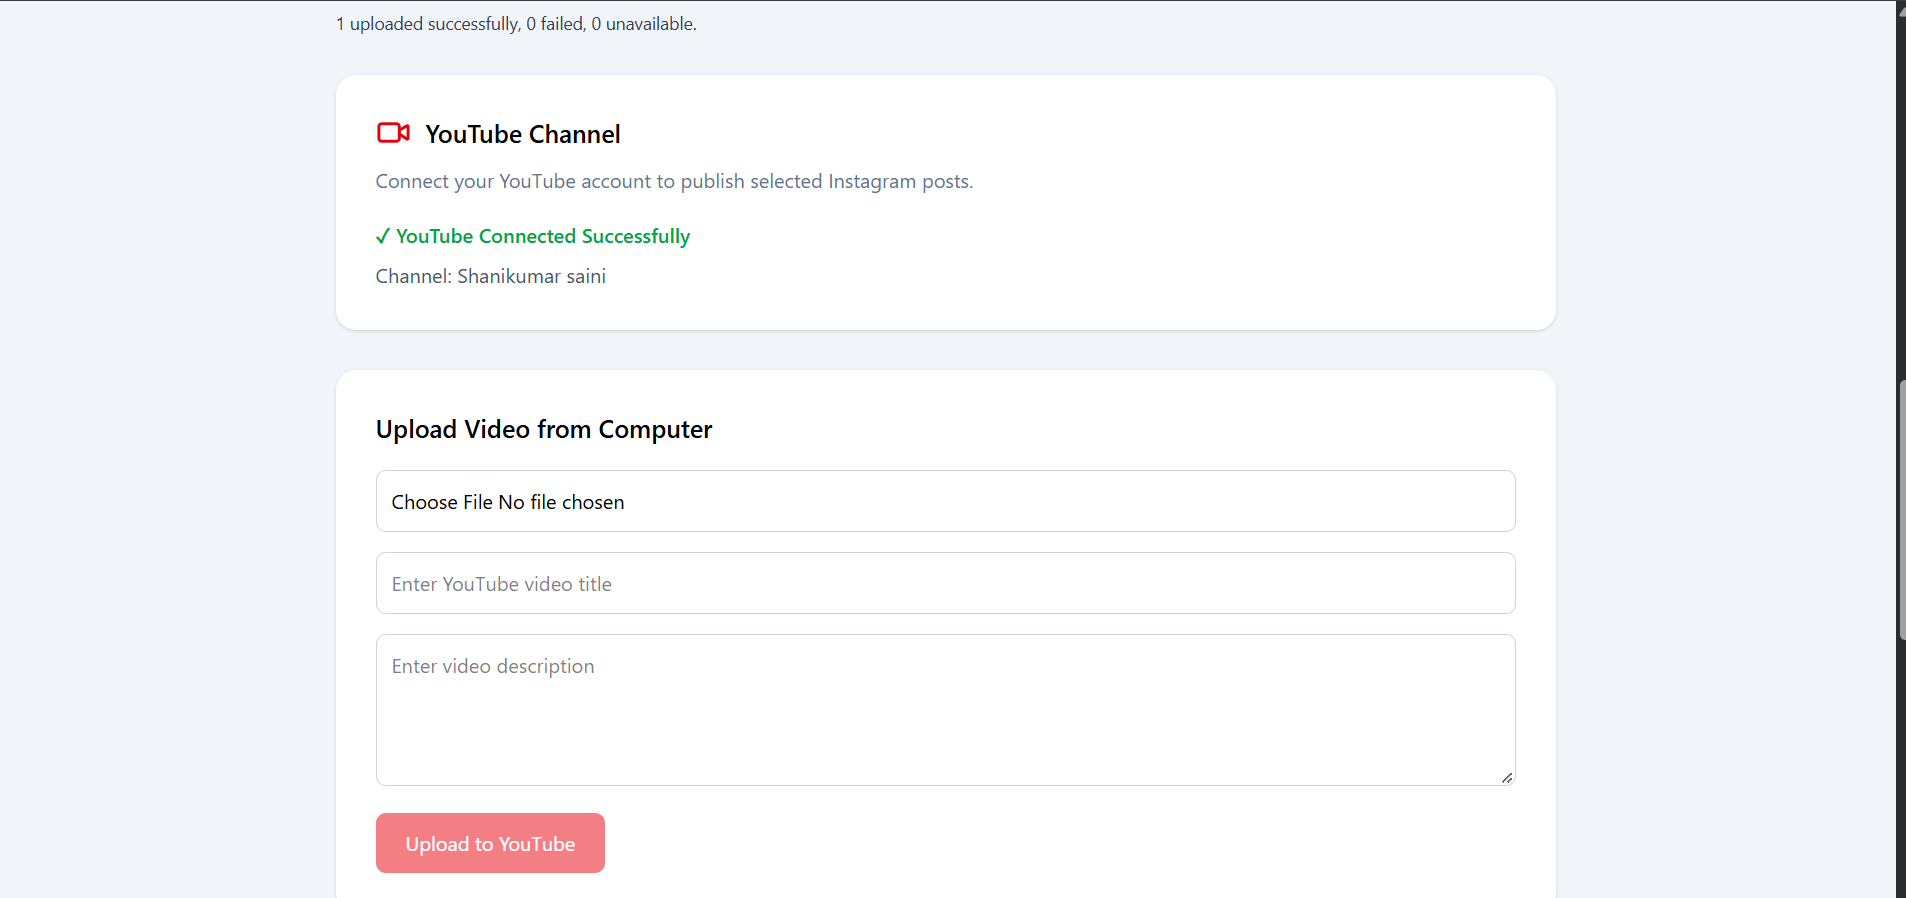 1 uploaded successfully, 0 failed, 0 unavailable.
YouTube Channel
Connect your YouTube account to publish selected Instagram posts.
✓ YouTube Connected Successfully
Channel: Shanikumar saini
Upload Video from Computer
Choose File No file chosen
Enter YouTube video title
Enter video description
Upload to YouTube